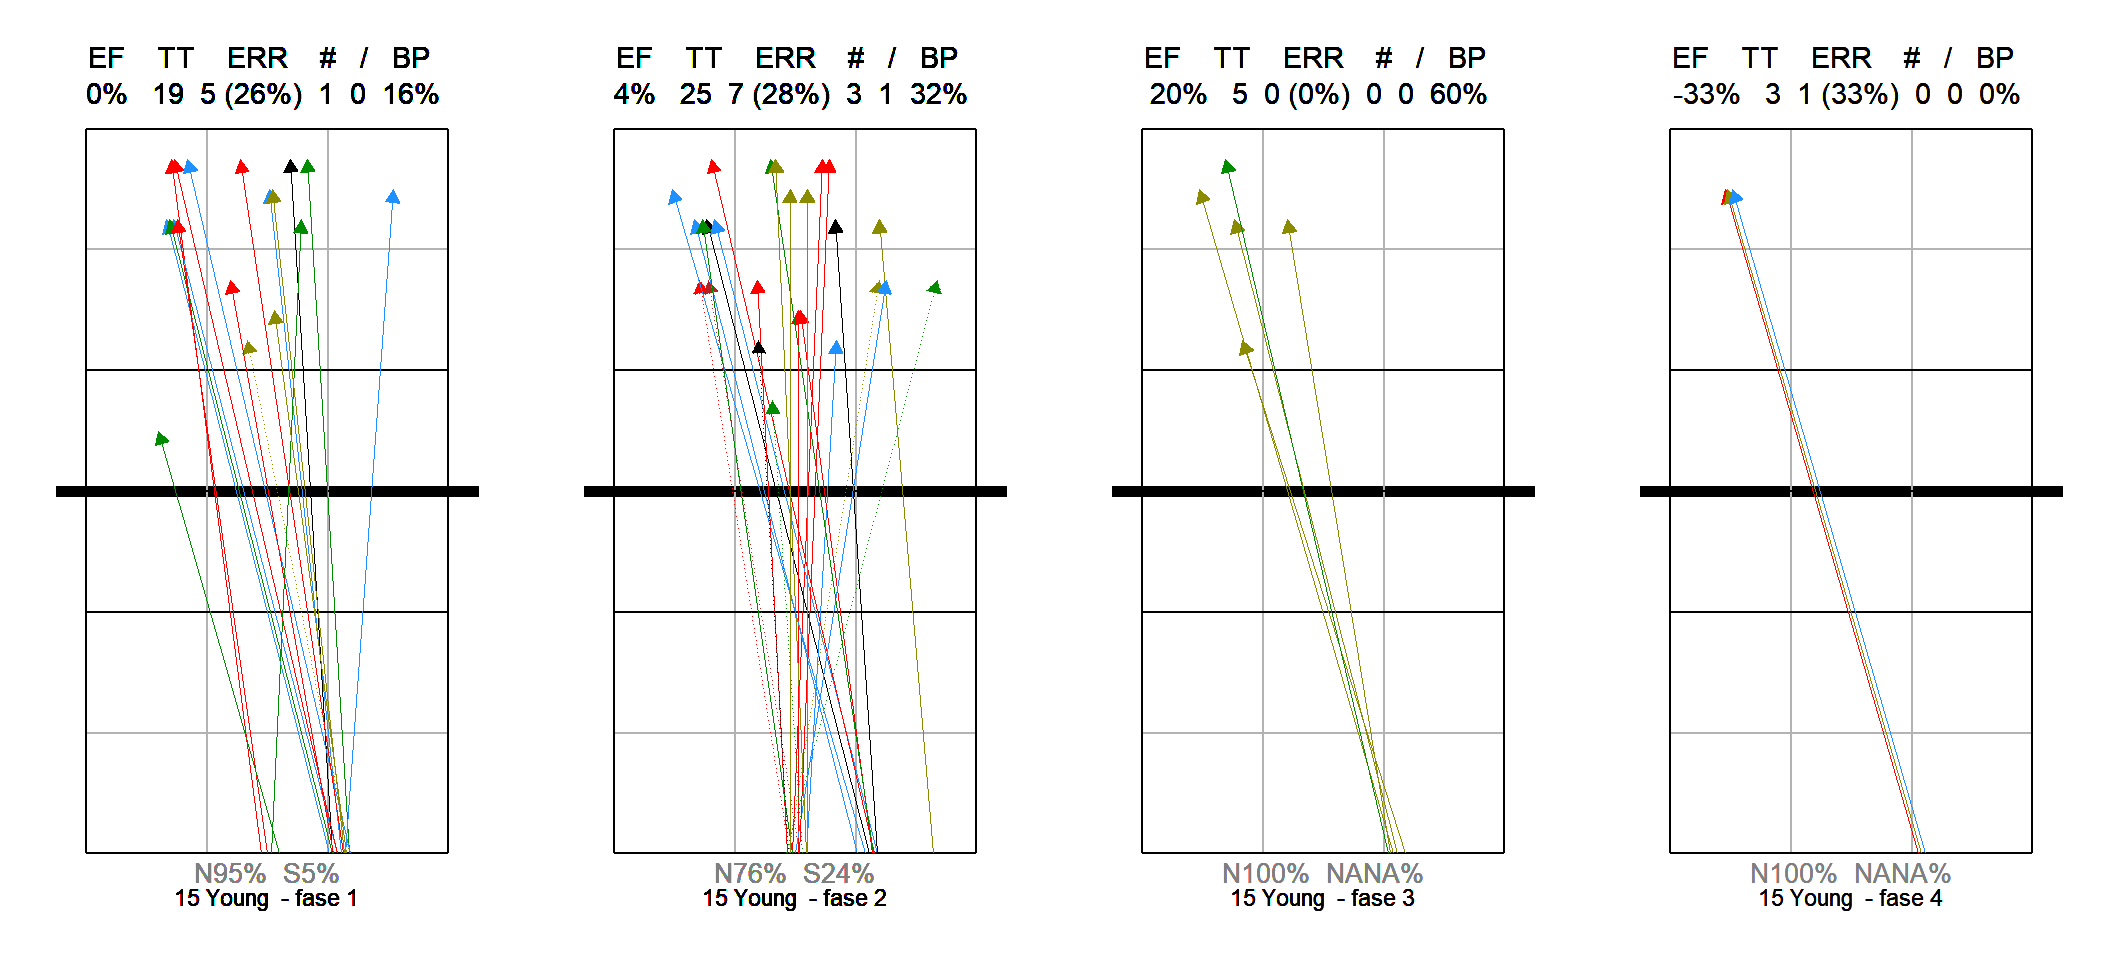 EF TT ERR # / BP
0% 19 5 (26%) 1 0 16%
N95% S5%
15 Young - fase 1
EF TT ERR # / BP
4% 25 7 (28%) 3 1 32%
N76% S24%
15 Young - fase 2
EF TT ERR # / BP
20% 5 0 (0%) 0 0 60%
N100% NANA%
15 Young - fase 3
EF TT ERR # / BP
-33% 3 1 (33%) 0 0 0%
N100% NANA%
15 Young - fase 4